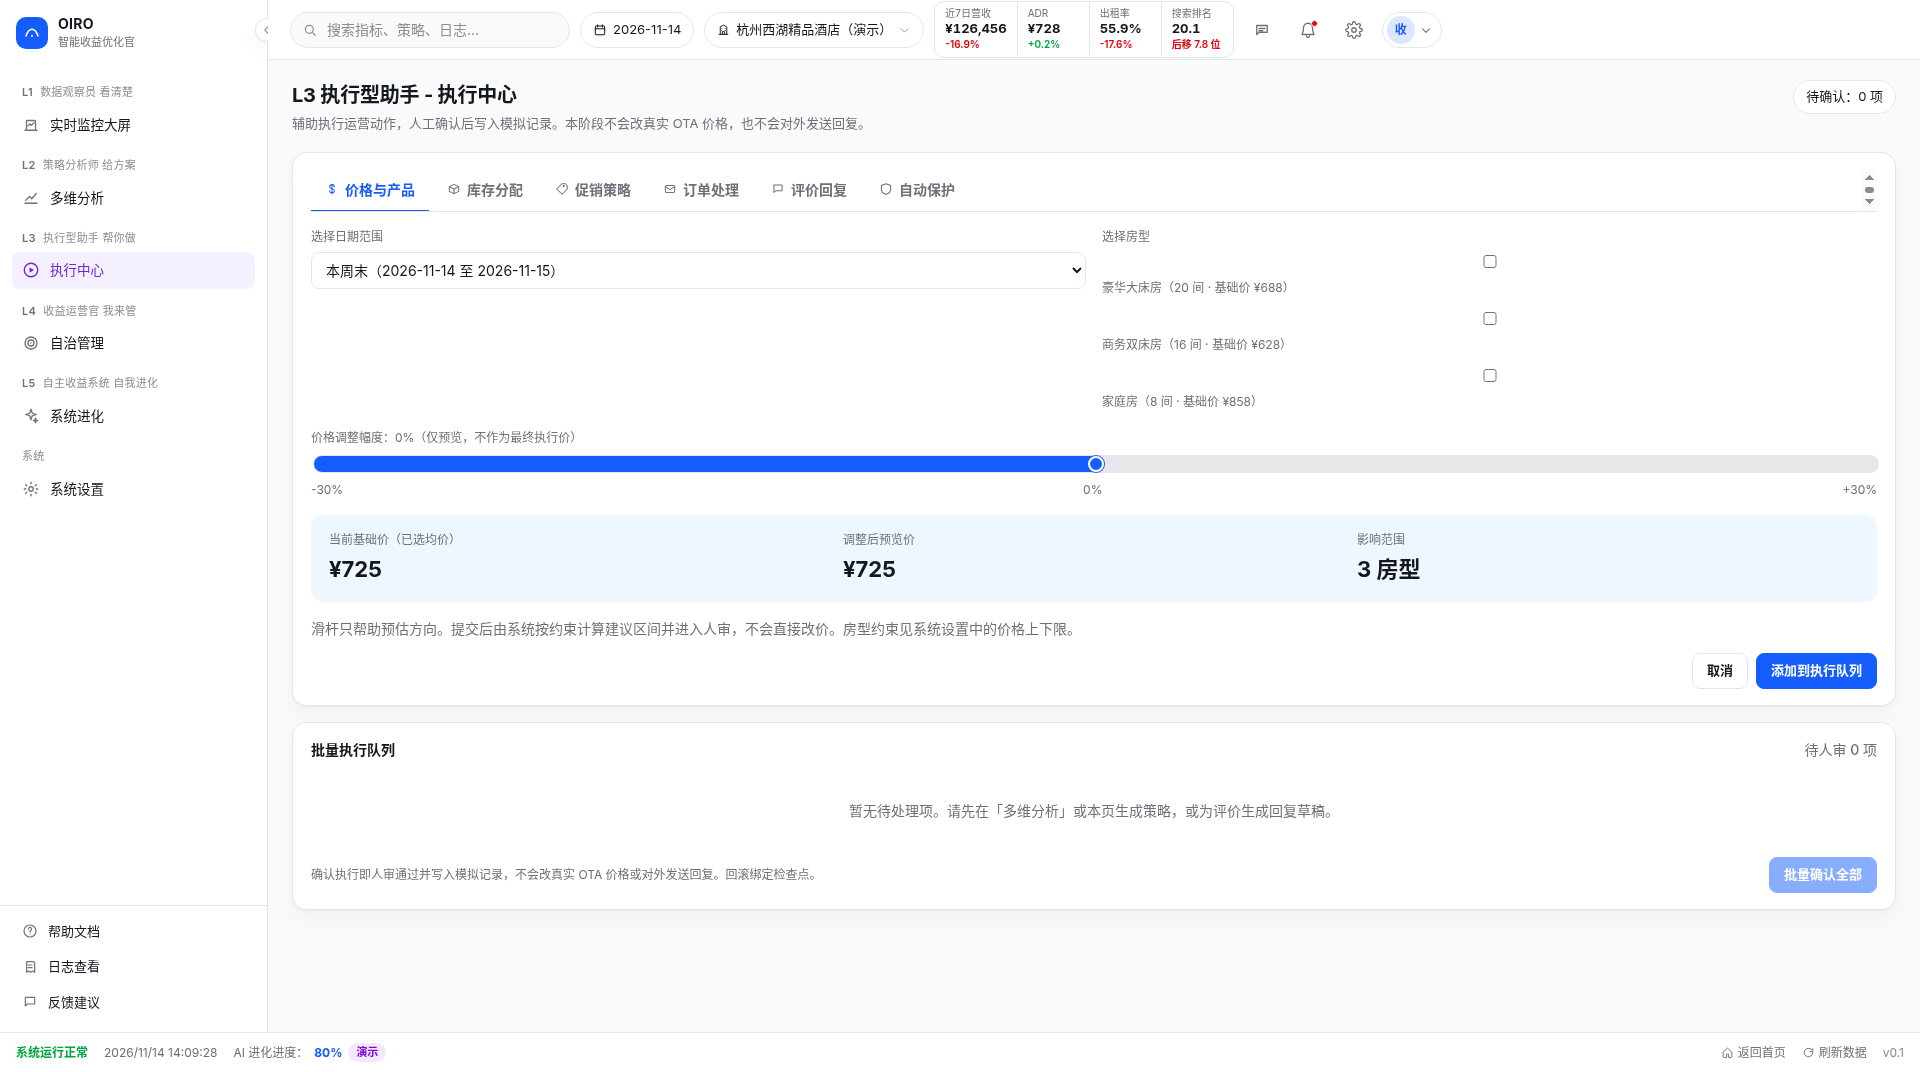 OIRO
智能收益优化官
L1 数据观察员 看清楚
实时监控大屏
L2 策略分析师 给方案
多维分析
L3 执行型助手 帮你做
执行中心
L4 收益运营官 我来管
自治管理
L5 自主收益系统 自我进化
系统进化
系统
系统设置
帮助文档
日志查看
反馈建议
搜索指标、策略、日志...
2026-11-14
杭州西湖精品酒店（演示）
近7日营收
¥126,456
-16.9%
ADR
¥728
+0.2%
出租率
55.9%
-17.6%
搜索排名
20.1
后移 7.8 位
收
L3 执行型助手 - 执行中心
辅助执行运营动作，人工确认后写入模拟记录。本阶段不会改真实 OTA 价格，也不会对外发送回复。
待确认：0 项
价格与产品
库存分配
促销策略
订单处理
评价回复
自动保护
选择日期范围
本周末（2026-11-14 至 2026-11-15）
选择房型
豪华大床房（20 间 · 基础价 ¥688）
商务双床房（16 间 · 基础价 ¥628）
家庭房（8 间 · 基础价 ¥858）
价格调整幅度：0%（仅预览，不作为最终执行价）
-30%
0%
+30%
当前基础价（已选均价）
¥725
调整后预览价
¥725
影响范围
3 房型
滑杆只帮助预估方向。提交后由系统按约束计算建议区间并进入人审，不会直接改价。房型约束见系统设置中的价格上下限。
取消
添加到执行队列
批量执行队列
待人审 0 项
暂无待处理项。请先在「多维分析」或本页生成策略，或为评价生成回复草稿。
确认执行即人审通过并写入模拟记录，不会改真实 OTA 价格或对外发送回复。回滚绑定检查点。
批量确认全部
系统运行正常
2026/11/14 14:09:28
AI 进化进度：
80%
演示
返回首页
刷新数据
v0.1